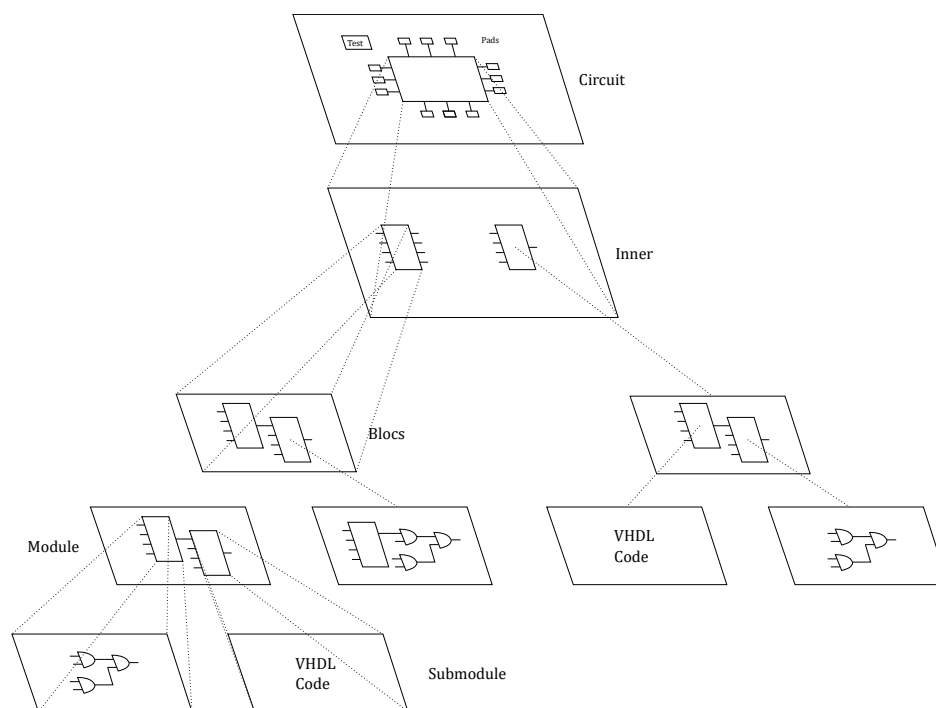 Test
Pads
Circuit
Inner
Blocs
Module
VHDL
Code
VHDL
Code
Submodule